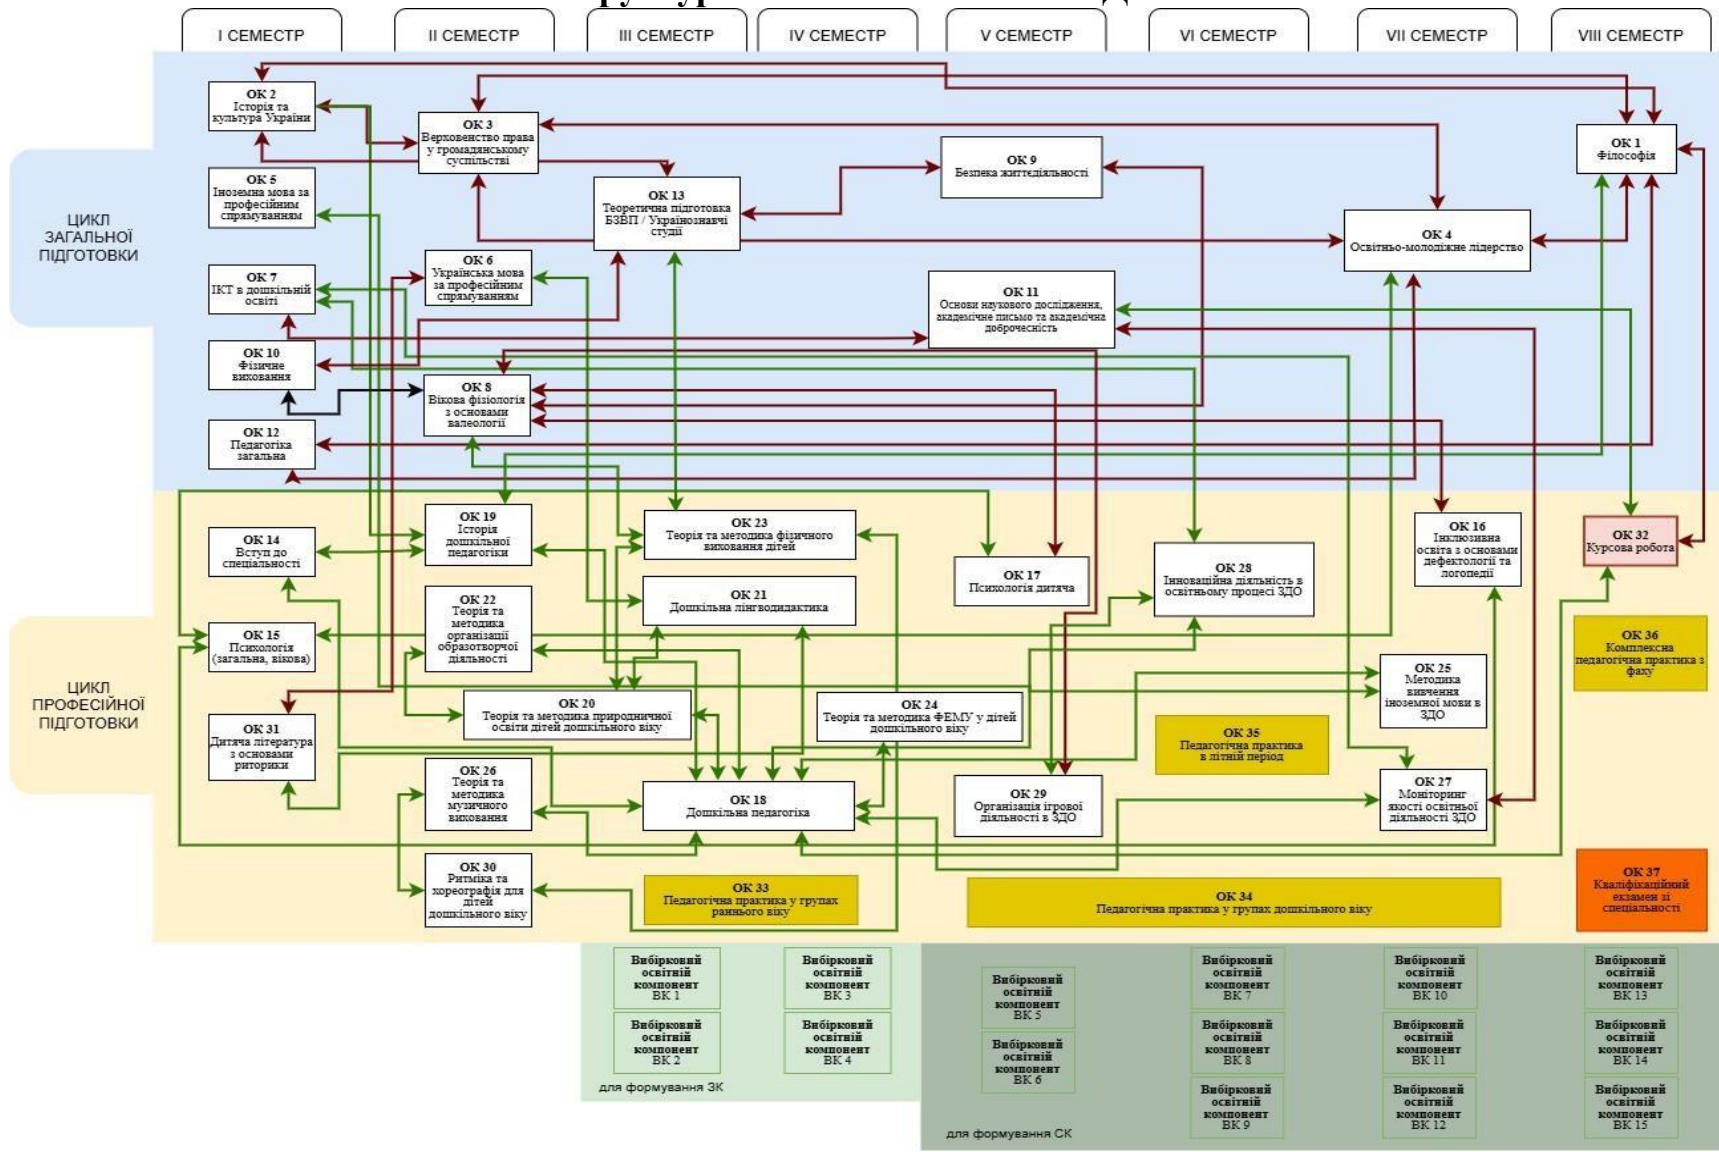 І СЕМЕСТР
ІІ СЕМЕСТР
ІІІ СЕМЕСТР
IV СЕМЕСТР
V СЕМЕСТР
VI СЕМЕСТР
VII СЕМЕСТР
VIII СЕМЕСТР
ЦИКЛ
ЗАГАЛЬНОЇ
ПІДГОТОВКИ
ОК 2
Історія та
культура України
ОК 5
Іноземна мова за
професійним
спрямуванням
ОК 7
ІКТ в дошкільній
освіті
ОК 10
Фізичне
виховання
ОК 12
Педагогіка
загальна
ОК 3
Верховенство права
у громадянському
суспільстві
ОК 6
Українська мова
за професійним
спрямуванням
ОК 8
Вікова фізіологія
з основами
валеології
ОК 13
Теоретична підготовка
БЗВП / Українознавчі
студії
ОК 9
Безпека життєдіяльності
ОК 11
Основи наукового дослідження,
академічне письмо та академічна
доброчесність
ОК 4
Освітньо-молодіжне лідерство
ОК 1
Філософія
ЦИКЛ
ПРОФЕСІЙНОЇ
ПІДГОТОВКИ
ОК 14
Вступ до
спеціальності
ОК 15
Психологія
(загальна, вікова)
ОК 31
Дитяча література
з основами
риторики
ОК 19
Історія
дошкільної
педагогіки
ОК 22
Теорія та
методика
організації
образотворчої
діяльності
ОК 20
Теорія та методика природничої
освіти дітей дошкільного віку
ОК 26
Теорія та
методика
музичного
виховання
ОК 30
Ритміка та
хореографія для
дітей
дошкільного віку
ОК 23
Теорія та методика фізичного
виховання дітей
ОК 21
Дошкільна лінгводидактика
ОК 24
Теорія та методика ФЕМУ у дітей
дошкільного віку
ОК 18
Дошкільна педагогіка
ОК 33
Педагогічна практика у групах
раннього віку
ОК 17
Психологія дитяча
ОК 29
Організація ігрової
діяльності в ЗДО
ОК 28
Інноваційна діяльність в
освітньому процесі ЗДО
ОК 35
Педагогічна практика
в літній період
ОК 34
Педагогічна практика у групах дошкільного віку
ОК 16
Інклюзивна
освіта з основами
дефектології та
логопедії
ОК 25
Методика
вивчення
іноземної мови в
ЗДО
ОК 27
Моніторинг
якості освітньої
діяльності ЗДО
ОК 32
Курсова робота
ОК 36
Комплексна
педагогічна практика з
фаху
ОК 37
Кваліфікаційний
екзамен зі
спеціальності
Вибірковий
освітній
компонент
ВК 1
Вибірковий
освітній
компонент
ВК 2
Вибірковий
освітній
компонент
ВК 3
Вибірковий
освітній
компонент
ВК 4
для формування ЗК
Вибірковий
освітній
компонент
ВК 5
Вибірковий
освітній
компонент
ВК 6
для формування СК
Вибірковий
освітній
компонент
ВК 7
Вибірковий
освітній
компонент
ВК 8
Вибірковий
освітній
компонент
ВК 9
Вибірковий
освітній
компонент
ВК 10
Вибірковий
освітній
компонент
ВК 11
Вибірковий
освітній
компонент
ВК 12
Вибірковий
освітній
компонент
ВК 13
Вибірковий
освітній
компонент
ВК 14
Вибірковий
освітній
компонент
ВК 15